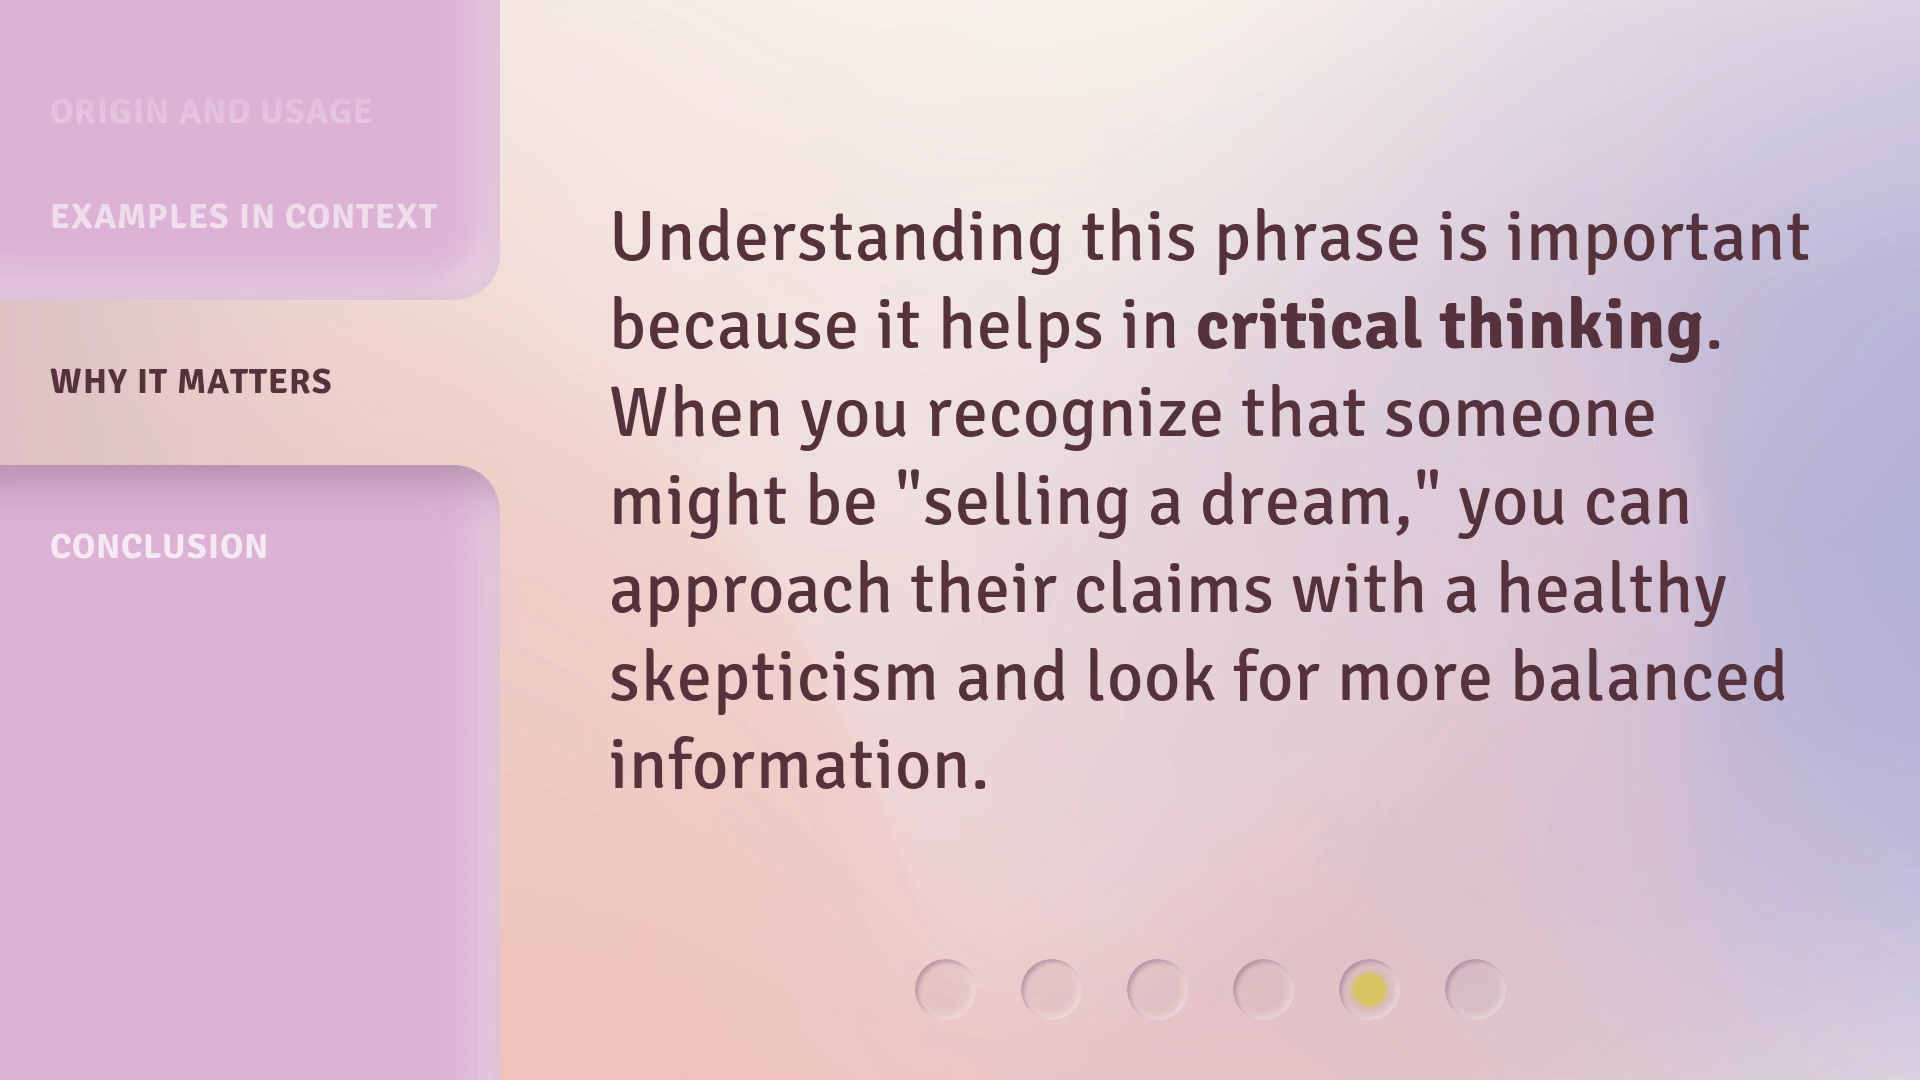 ORIGIN AND USAGE
EXAMPLES IN CONTEXT
WHY IT MATTERS
CONCLUSION
Understanding this phrase is important
because it helps in critical thinking.
When you recognize that someone
might be "selling a dream," you can
approach their claims with a healthy
skepticism and look for more balanced
information.